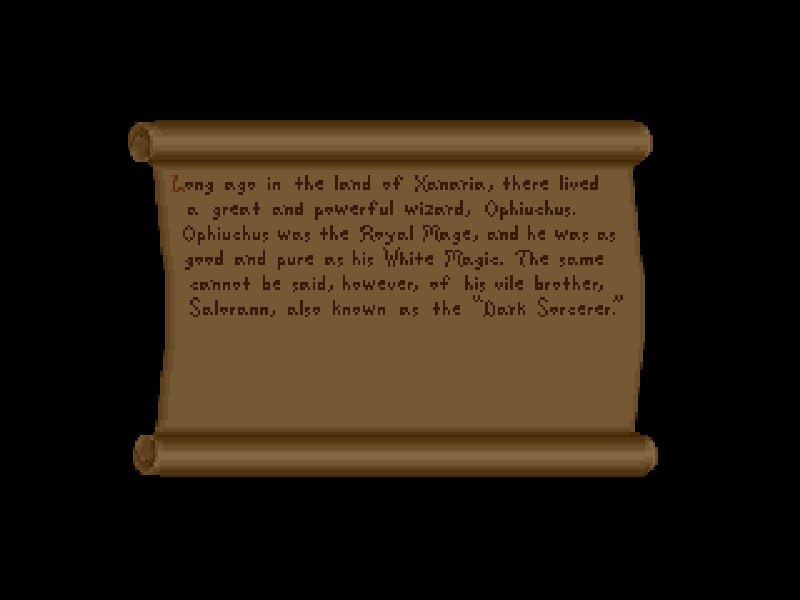 Long ago in the land of Xanaria, there lived
a great and powerful wizard, Ophiuchus.
Ophiuchus was the Royal Mage, and he was as
good and pure as his White Magic. The same
cannot be said, however, of his vile brother,
Salorann, also known as the "Dark Sorcerer."